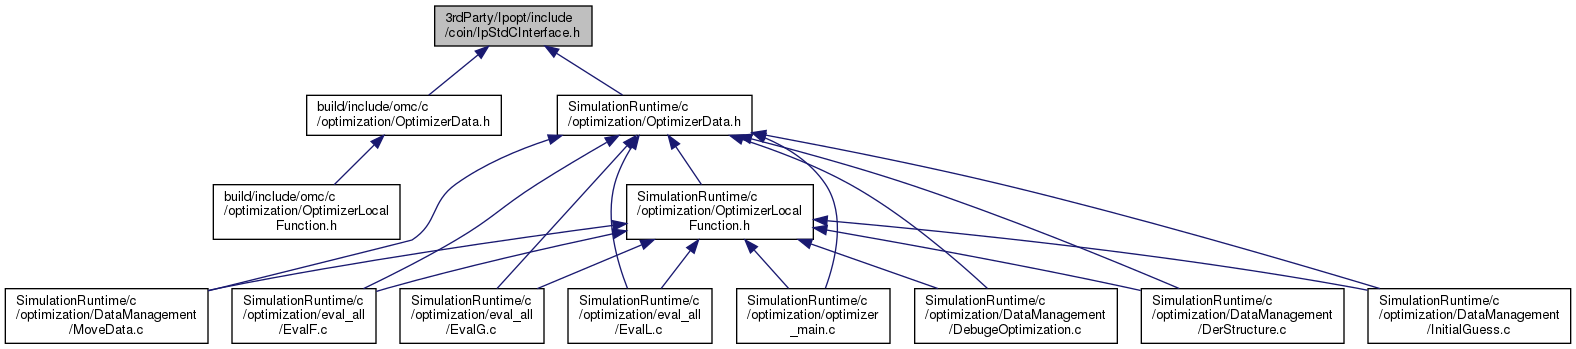 3rdParty/Ipopt/include
/coin/IpStdCInterface.h
build/include/omc/c
/optimization/OptimizerData.h
SimulationRuntime/c
/optimization/OptimizerData.h
build/include/omc/c
/optimization/OptimizerLocal
Function.h
SimulationRuntime/c
/optimization/OptimizerLocal
Function.h
SimulationRuntime/c
/optimization/DataManagement
/MoveData.c
SimulationRuntime/c
/optimization/eval_all
/EvalF.c
SimulationRuntime/c
/optimization/eval_all
/EvalG.c
SimulationRuntime/c
/optimization/eval_all
/EvalL.c
SimulationRuntime/c
/optimization/optimizer
_main.c
SimulationRuntime/c
/optimization/DataManagement
/DebugeOptimization.c
SimulationRuntime/c
/optimization/DataManagement
/DerStructure.c
SimulationRuntime/c
/optimization/DataManagement
/InitialGuess.c